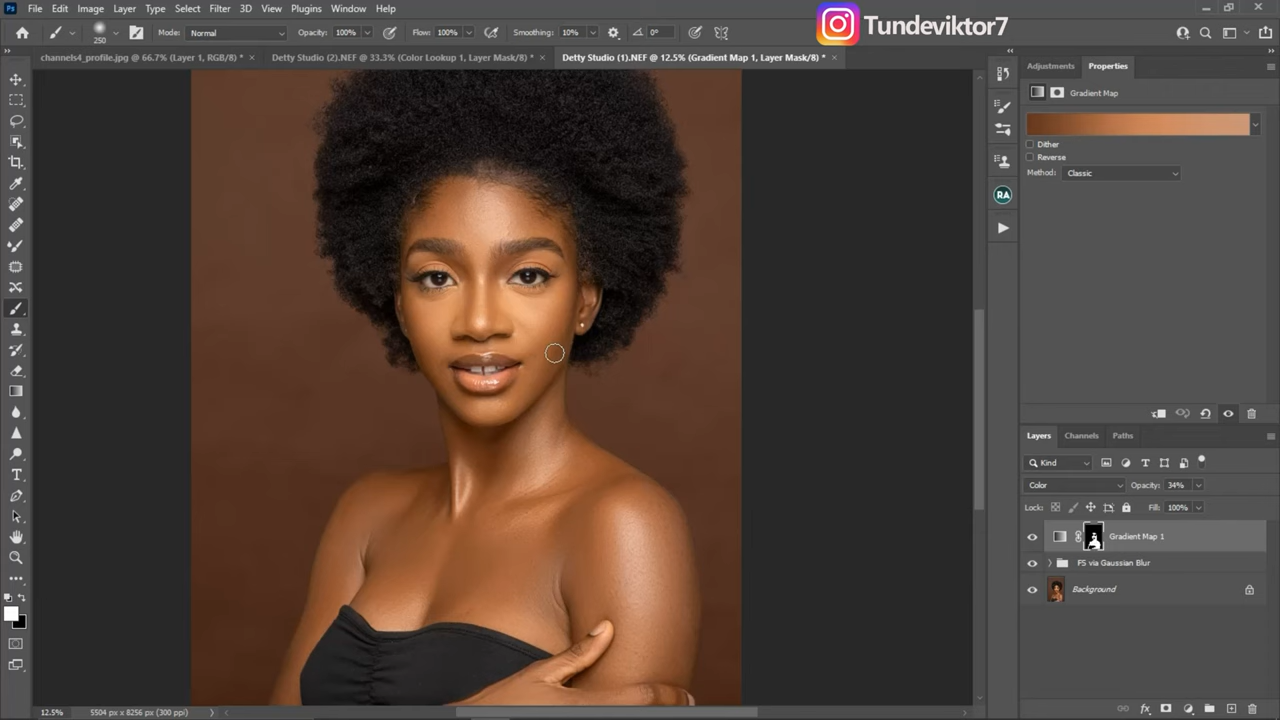 Ps File Edit Image Layer Type Select Filter 3D View Plugins Window Help
Tundeviktor7
250 Mode: Normal Opacity: 100% Flow: 100% Smoothing: 10% 0°
channels4_profile.jpg @ 66.7% (Layer 1, RGB/8) * × Detty Studio (2).NEF @ 33.3% (Color Lookup 1, Layer Mask/8) * × Detty Studio (1).NEF @ 12.5% (Gradient Map 1, Layer Mask/8) * ×
Adjustments Properties
Gradient Map
Dither
Reverse
Method: Classic
RA
Layers Channels Paths
Kind
Color Opacity: 34%
Lock: Fill: 100%
Gradient Map 1
FS via Gaussian Blur
Background
12.5% 5504 px x 8256 px (300 ppi)